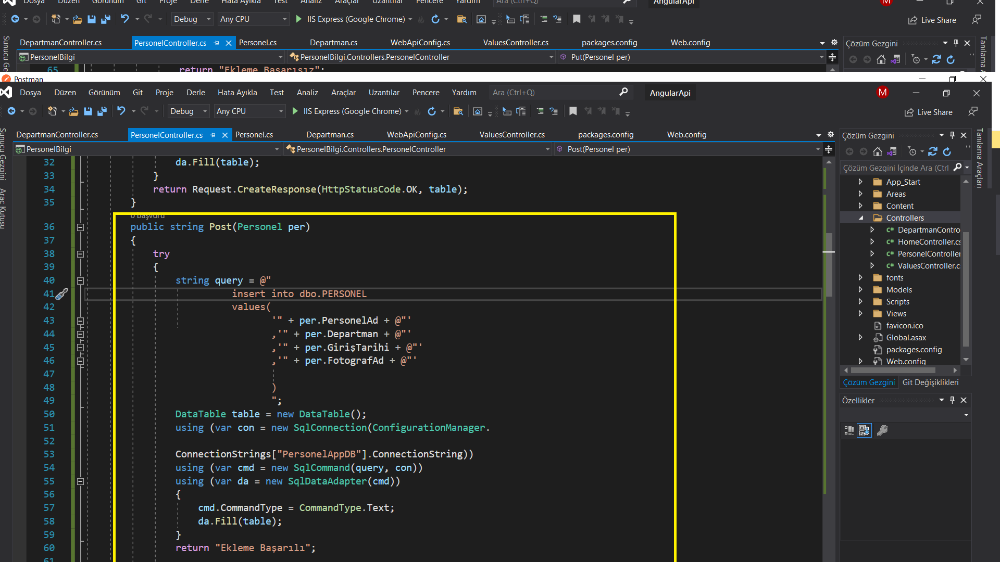 Dosya Düzen Görünüm Git Proje Derle Hata Ayıkla Test Analiz Araçlar Uzantılar Pencere Yardım Ara (Ctrl+Q) AngularApi M
Debug Any CPU IIS Express (Google Chrome) Live Share
DepartmanController.cs PersonelController.cs Personel.cs Departman.cs WebApiConfig.cs ValuesController.cs packages.config Web.config Çözüm Gezgini
PersonelBilgi PersonelBilgi.Controllers.PersonelController Put(Personel per)
65 return "Ekleme Başarısız";
Postman
Dosya Düzen Görünüm Git Proje Derle Hata Ayıkla Test Analiz Araçlar Uzantılar Pencere Yardım Ara (Ctrl+Q) AngularApi M
Debug Any CPU IIS Express (Google Chrome) Live Share
DepartmanController.cs PersonelController.cs Personel.cs Departman.cs WebApiConfig.cs ValuesController.cs packages.config Web.config
PersonelBilgi PersonelBilgi.Controllers.PersonelController Post(Personel per)
32 da.Fill(table);
33 }
34 return Request.CreateResponse(HttpStatusCode.OK, table);
35 }
0 başvuru
36 public string Post(Personel per)
37 {
38 try
39 {
40 string query = @"
41 insert into dbo.PERSONEL
42 values(
43 '" + per.PersonelAd + @"'
44 ,'" + per.Departman + @"'
45 ,'" + per.GirişTarihi + @"'
46 ,'" + per.FotografAd + @"'
47
48 )
49 ";
50 DataTable table = new DataTable();
51 using (var con = new SqlConnection(ConfigurationManager.
52
53 ConnectionStrings["PersonelAppDB"].ConnectionString))
54 using (var cmd = new SqlCommand(query, con))
55 using (var da = new SqlDataAdapter(cmd))
56 {
57 cmd.CommandType = CommandType.Text;
58 da.Fill(table);
59 }
60 return "Ekleme Başarılı";
61
Sunucu Gezgini
Araç Kutusu
Çözüm Gezgini
Çözüm Gezgini İçinde Ara (Ctrl
App_Start
Areas
Content
Controllers
C# DepartmanContro
C# HomeController.cs
C# PersonelController
C# ValuesController.c
fonts
Models
Scripts
Views
favicon.ico
Global.asax
packages.config
Web.config
Çözüm Gezgini Git Değişiklikleri
Özellikler
Tanılama Araçları